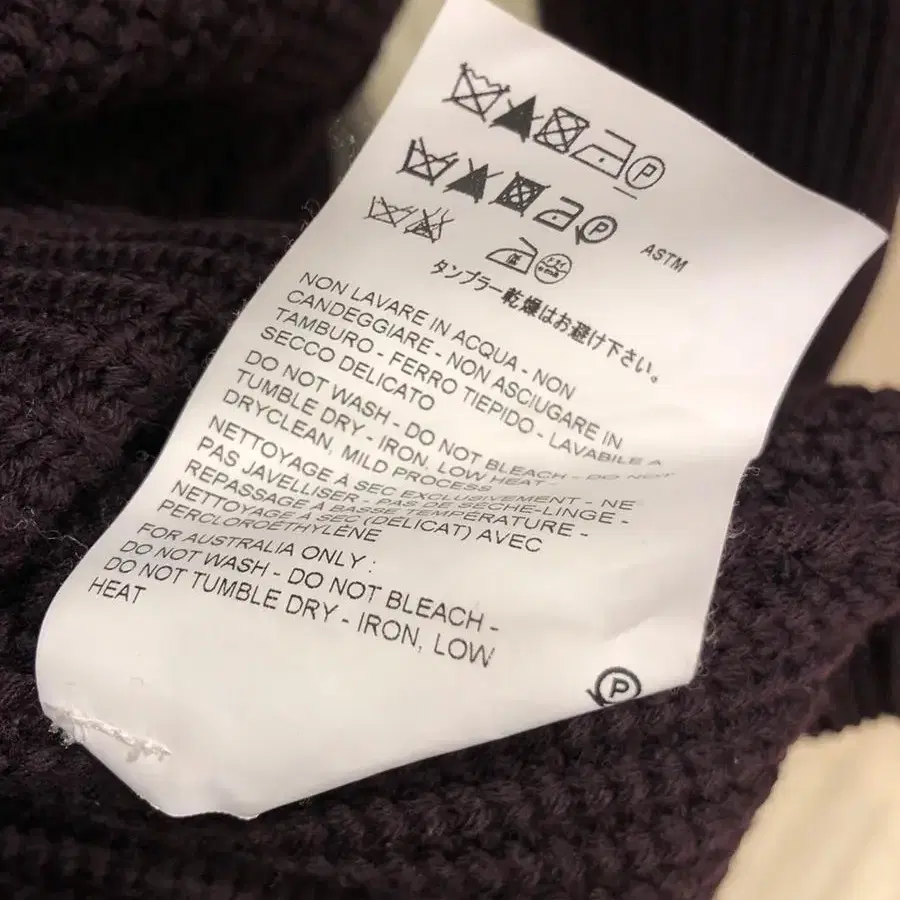 P
P
ASTM
タンブラー乾燥はお避け下さい。
NON LAVARE IN ACQUA - NON
CANDEGGIARE - NON ASCIUGARE IN
TAMBURO - FERRO TIEPIDO - LAVABILE A
SECCO DELICATO
DO NOT WASH - DO NOT BLEACH - DO NOT
TUMBLE DRY - IRON, LOW HEAT -
DRYCLEAN, MILD PROCESS
NETTOYAGE À SEC EXCLUSIVEMENT - NE
PAS JAVELLISER - PAS DE SÈCHE-LINGE -
REPASSAGE À BASSE TEMPÉRATURE -
NETTOYAGE À SEC (DÉLICAT) AVEC
PERCLOROÉTHYLÈNE
FOR AUSTRALIA ONLY :
DO NOT WASH - DO NOT BLEACH -
DO NOT TUMBLE DRY - IRON, LOW
HEAT
P